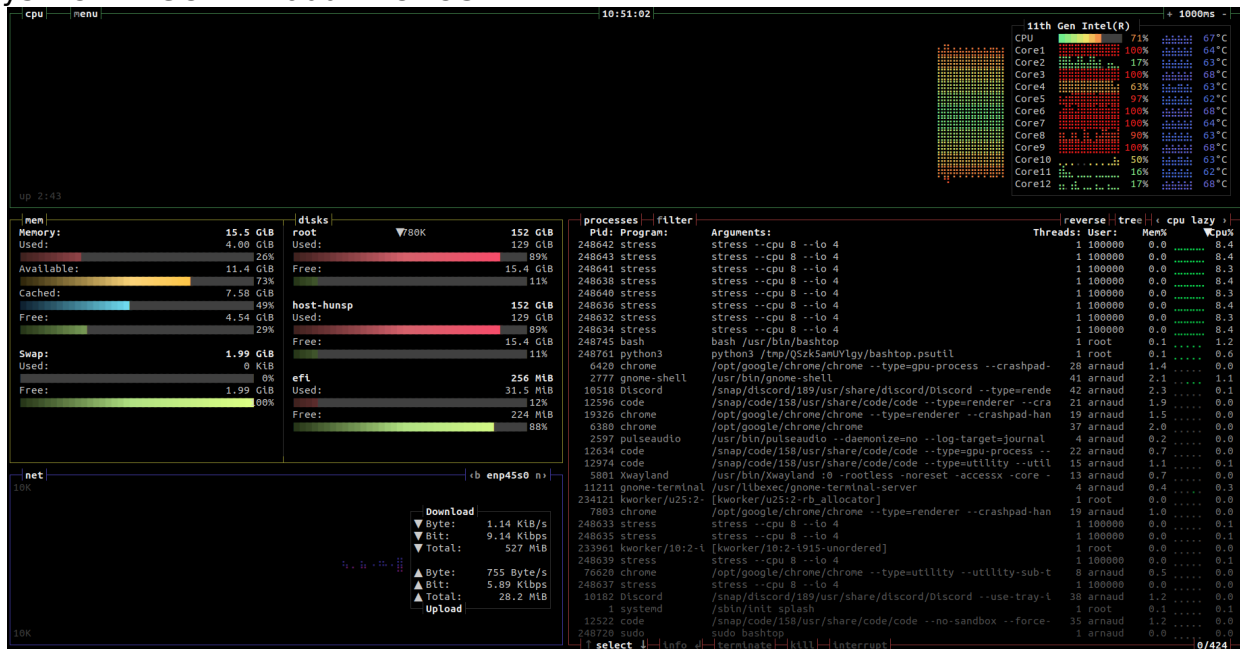 cpu menu 10:51:02 + 1000ms -
11th Gen Intel(R)
CPU 71% 67°C
Core1 100% 64°C
Core2 17% 63°C
Core3 100% 68°C
Core4 63% 63°C
Core5 97% 62°C
Core6 100% 68°C
Core7 100% 64°C
Core8 90% 63°C
Core9 100% 68°C
Core10 50% 63°C
Core11 16% 62°C
Core12 17% 68°C
up 2:43
mem
Memory: 15.5 GiB
Used: 4.00 GiB
26%
Available: 11.4 GiB
73%
Cached: 7.58 GiB
49%
Free: 4.54 GiB
29%
Swap: 1.99 GiB
Used: 0 KiB
0%
Free: 1.99 GiB
00%
disks
root ▼780K 152 GiB
Used: 129 GiB
89%
Free: 15.4 GiB
11%
host-hunsp 152 GiB
Used: 129 GiB
89%
Free: 15.4 GiB
11%
efi 256 MiB
Used: 31.5 MiB
12%
Free: 224 MiB
88%
net ‹b enp45s0 n›
10K
Download
▼ Byte: 1.14 KiB/s
▼ Bit: 9.14 Kibps
▼ Total: 527 MiB
▲ Byte: 755 Byte/s
▲ Bit: 5.89 Kibps
▲ Total: 28.2 MiB
Upload
10K
processes filter reverse tree ‹ cpu lazy ›
Pid: Program: Arguments: Threads: User: Mem% ▼Cpu%
248642 stress stress --cpu 8 --io 4 1 100000 0.0 8.4
248643 stress stress --cpu 8 --io 4 1 100000 0.0 8.4
248641 stress stress --cpu 8 --io 4 1 100000 0.0 8.3
248638 stress stress --cpu 8 --io 4 1 100000 0.0 8.4
248640 stress stress --cpu 8 --io 4 1 100000 0.0 8.3
248636 stress stress --cpu 8 --io 4 1 100000 0.0 8.4
248632 stress stress --cpu 8 --io 4 1 100000 0.0 8.3
248634 stress stress --cpu 8 --io 4 1 100000 0.0 8.4
248745 bash bash /usr/bin/bashtop 1 root 0.1 1.2
248761 python3 python3 /tmp/QSzkSamUYlgy/bashtop.psutil 1 root 0.1 0.6
6420 chrome /opt/google/chrome/chrome --type=gpu-process --crashpad- 28 arnaud 1.4 0.0
2777 gnome-shell /usr/bin/gnome-shell 41 arnaud 2.1 1.1
10518 Discord /snap/discord/189/usr/share/discord/Discord --type=rende 42 arnaud 2.3 0.1
12596 code /snap/code/158/usr/share/code/code --type=renderer --cra 21 arnaud 1.9 0.0
19326 chrome /opt/google/chrome/chrome --type=renderer --crashpad-han 19 arnaud 1.5 0.0
6380 chrome /opt/google/chrome/chrome 37 arnaud 2.0 0.0
2597 pulseaudio /usr/bin/pulseaudio --daemonize=no --log-target=journal 4 arnaud 0.2 0.0
12634 code /snap/code/158/usr/share/code/code --type=gpu-process -- 22 arnaud 0.7 0.0
12974 code /snap/code/158/usr/share/code/code --type=utility --util 15 arnaud 1.1 0.1
5801 Xwayland /usr/bin/Xwayland :0 -rootless -noreset -accessx -core - 13 arnaud 0.7 0.0
11211 gnome-terminal /usr/libexec/gnome-terminal-server 4 arnaud 0.4 0.3
234121 kworker/u25:2- [kworker/u25:2-rb_allocator] 1 root 0.0 0.0
7803 chrome /opt/google/chrome/chrome --type=renderer --crashpad-han 19 arnaud 1.0 0.0
248633 stress stress --cpu 8 --io 4 1 100000 0.0 0.1
248635 stress stress --cpu 8 --io 4 1 100000 0.0 0.1
233961 kworker/10:2-i [kworker/10:2-i915-unordered] 1 root 0.0 0.0
248639 stress stress --cpu 8 --io 4 1 100000 0.0 0.1
76620 chrome /opt/google/chrome/chrome --type=utility --utility-sub-t 8 arnaud 0.5 0.0
248637 stress stress --cpu 8 --io 4 1 100000 0.0 0.1
10182 Discord /snap/discord/189/usr/share/discord/Discord --use-tray-i 38 arnaud 1.2 0.0
1 systemd /sbin/init splash 1 root 0.1 0.1
12522 code /snap/code/158/usr/share/code/code --no-sandbox --force- 35 arnaud 1.2 0.0
248720 sudo sudo bashtop 1 arnaud 0.0 0.0
↑ select ↓ info ↲ terminate kill interrupt 0/424